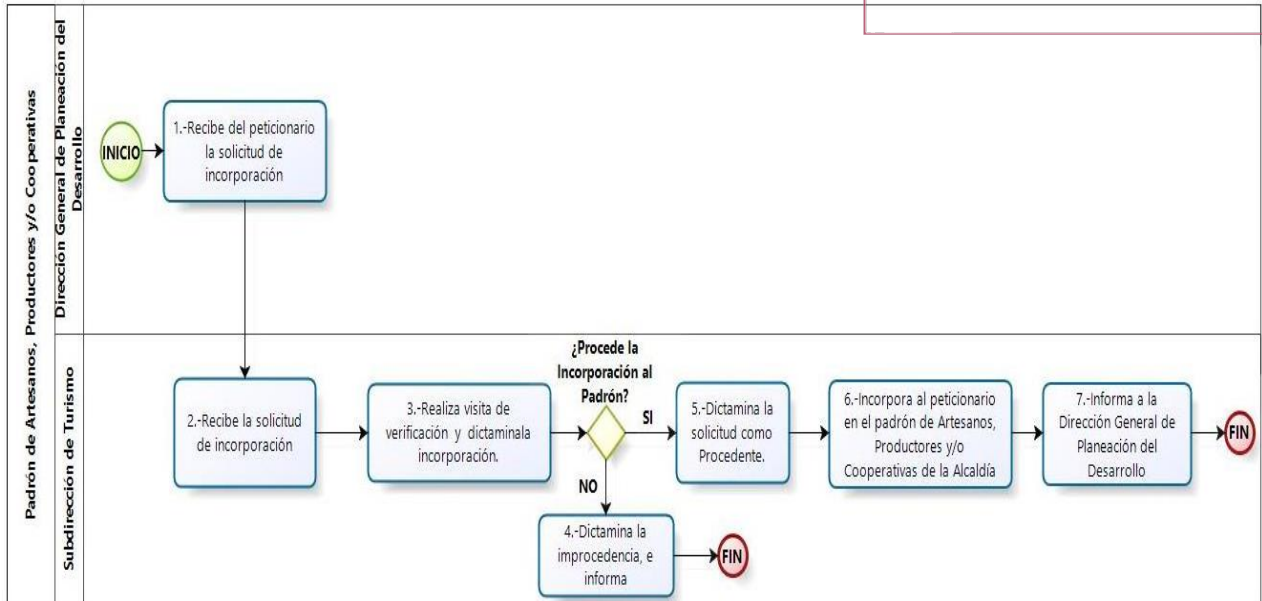 Padrón de Artesanos, Productores y/o Cooperativas
Dirección General de Planeación del
Desarrollo
INICIO
1.-Recibe del peticionario
la solicitud de
incorporación
Subdirección de Turismo
2.-Recibe la solicitud
de incorporación
3.-Realiza visita de
verificación y dictaminala
incorporación.
¿Procede la
Incorporación al
Padrón?
SI
NO
4.-Dictamina la
improcedencia, e
informa
FIN
5.-Dictamina la
solicitud como
Procedente.
6.-Incorpora al peticionario
en el padrón de Artesanos,
Productores y/o
Cooperativas de la Alcaldía
7.-Informa a la
Dirección General de
Planeación del
Desarrollo
FIN